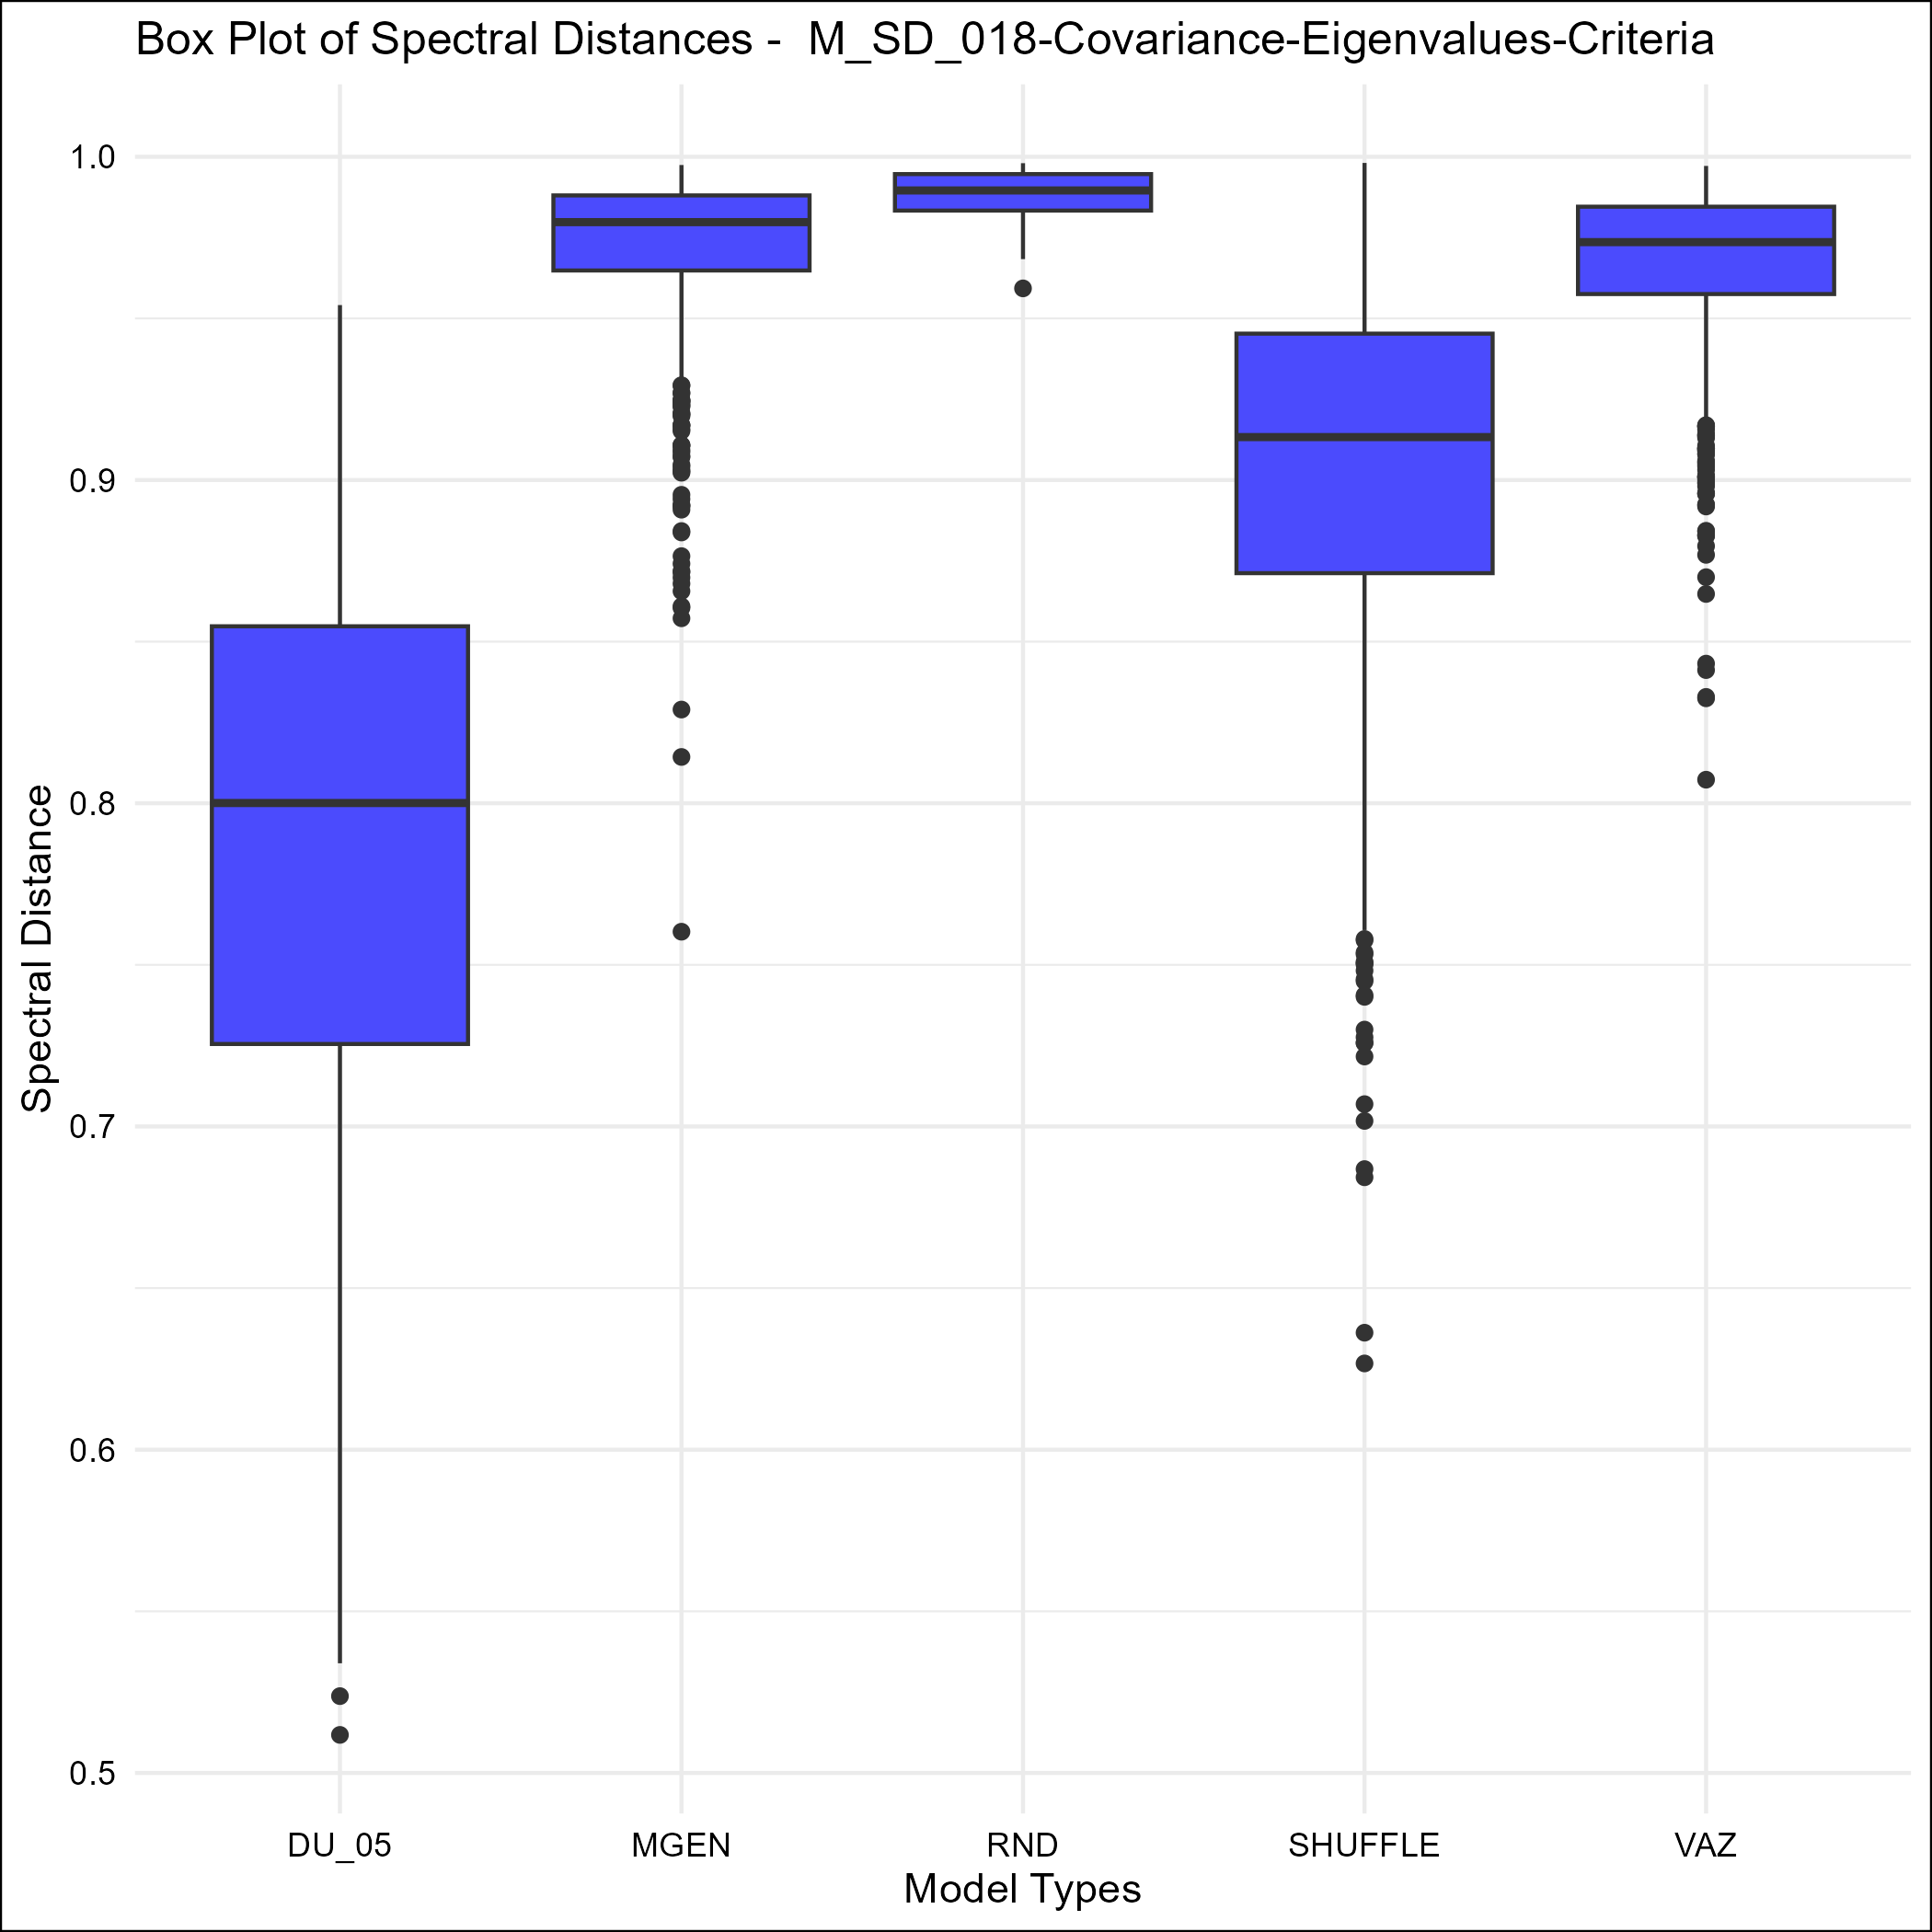 Box Plot of Spectral Distances -  M_SD_018-Covariance-Eigenvalues-Criteria
Spectral Distance
1.0
0.9
0.8
0.7
0.6
0.5
DU_05 MGEN RND SHUFFLE VAZ
Model Types